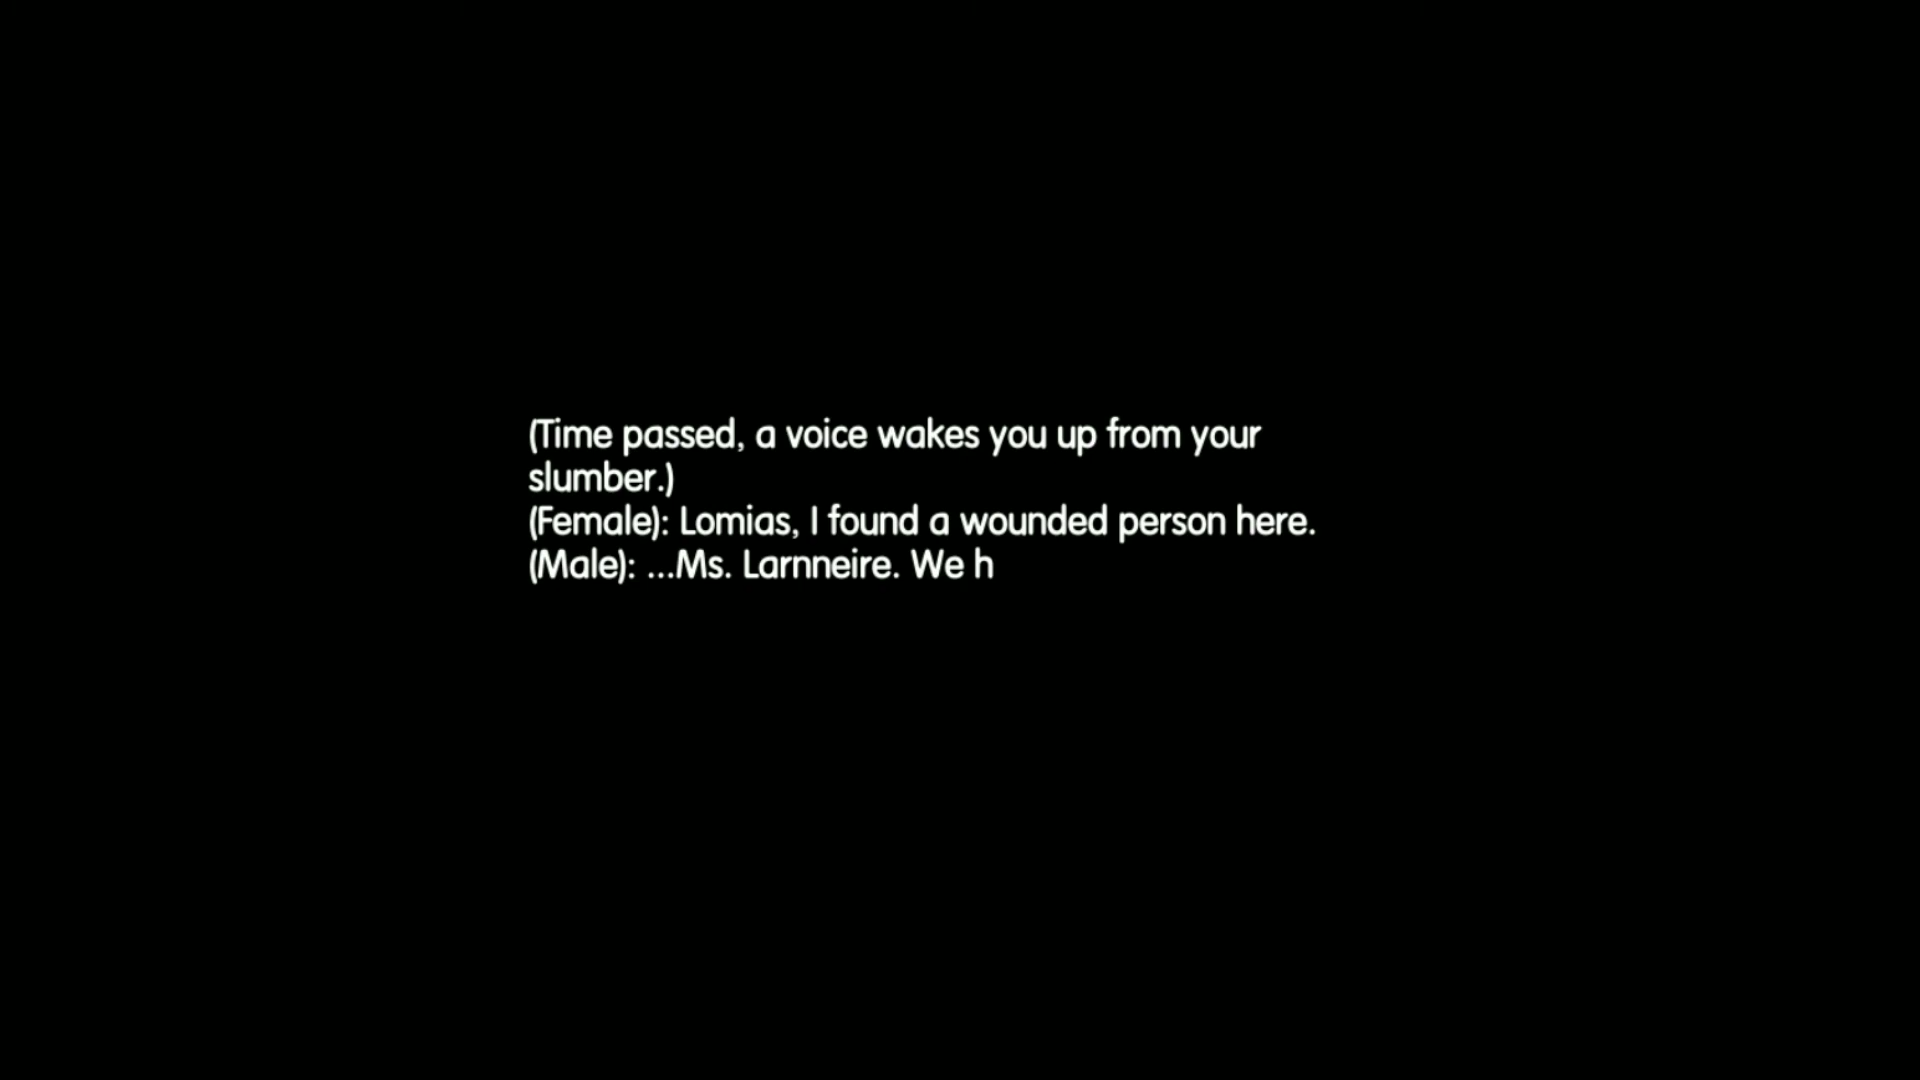 (Time passed, a voice wakes you up from your
slumber.)
(Female): Lomias, I found a wounded person here.
(Male): ...Ms. Larnneire. We h